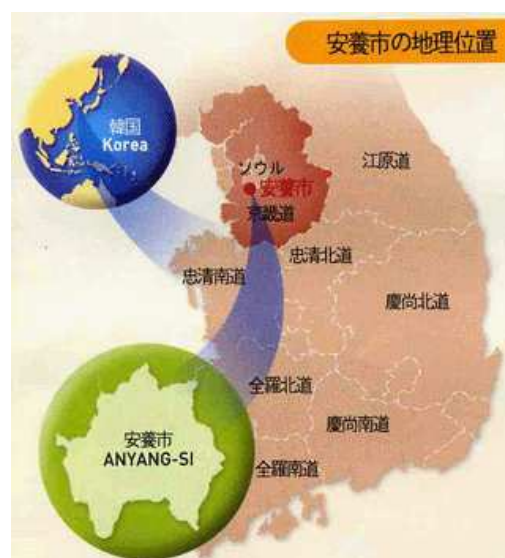 安養市の地理位置
韓国
Korea
ソウル
安養市
京畿道
江原道
忠清北道
忠清南道
慶尚北道
全羅北道
慶尚南道
安養市
ANYANG-SI
全羅南道